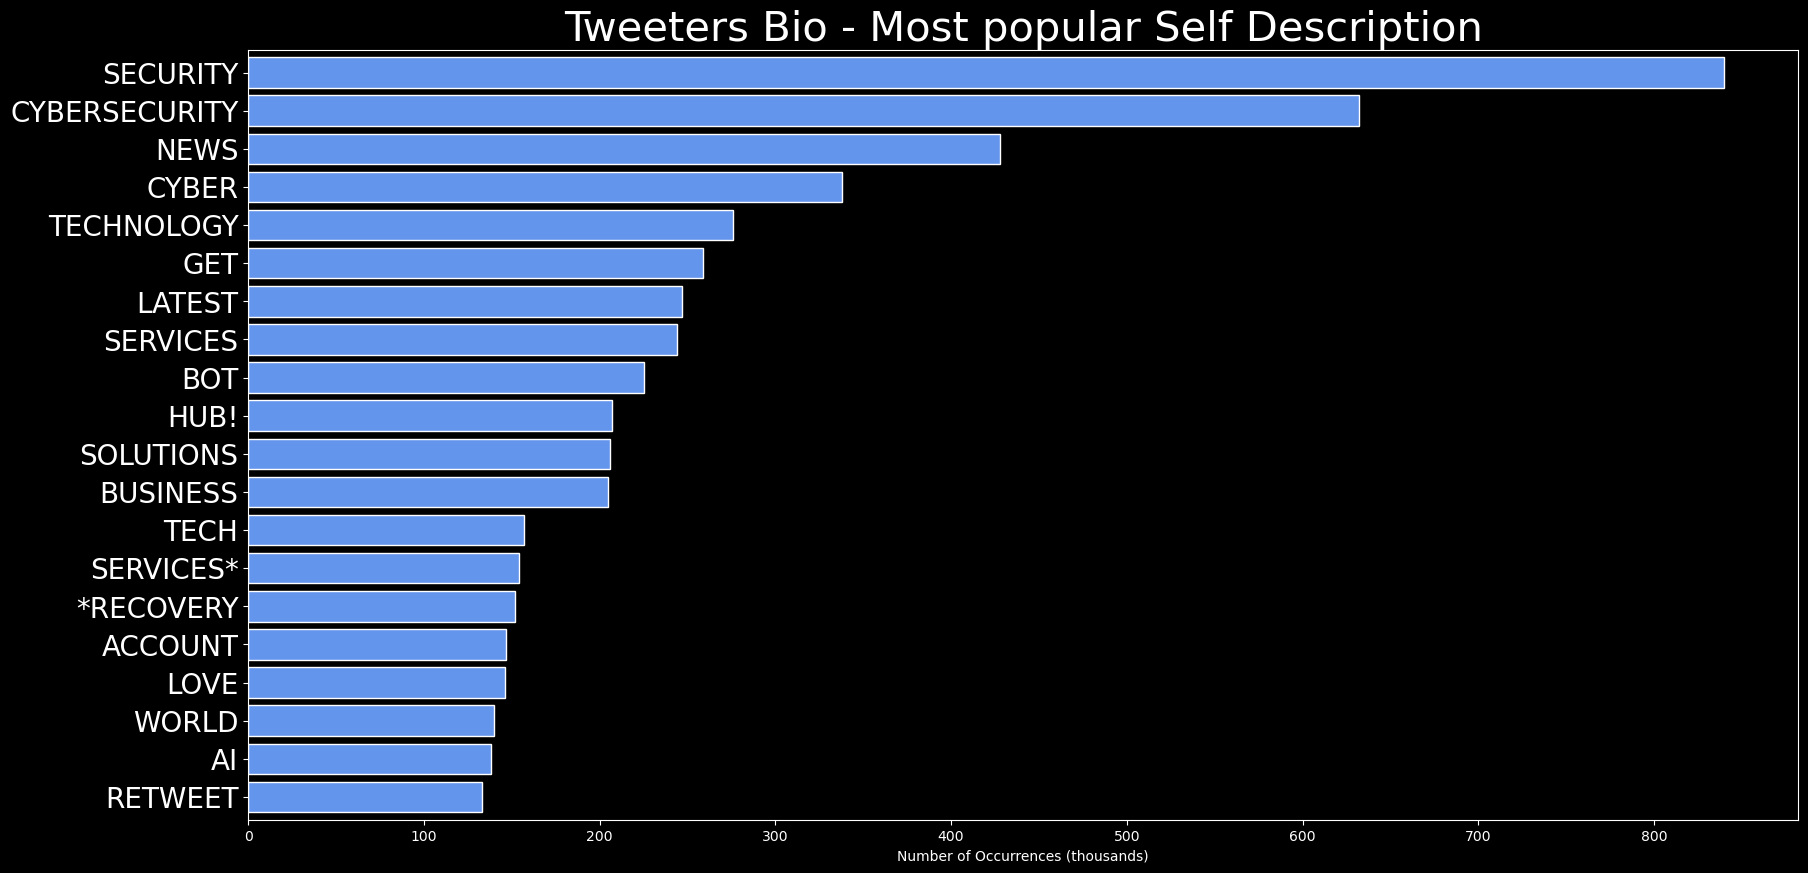 Tweeters Bio - Most popular Self Description
SECURITY
CYBERSECURITY
NEWS
CYBER
TECHNOLOGY
GET
LATEST
SERVICES
BOT
HUB!
SOLUTIONS
BUSINESS
TECH
SERVICES*
*RECOVERY
ACCOUNT
LOVE
WORLD
AI
RETWEET
0 100 200 300 400 500 600 700 800
Number of Occurrences (thousands)